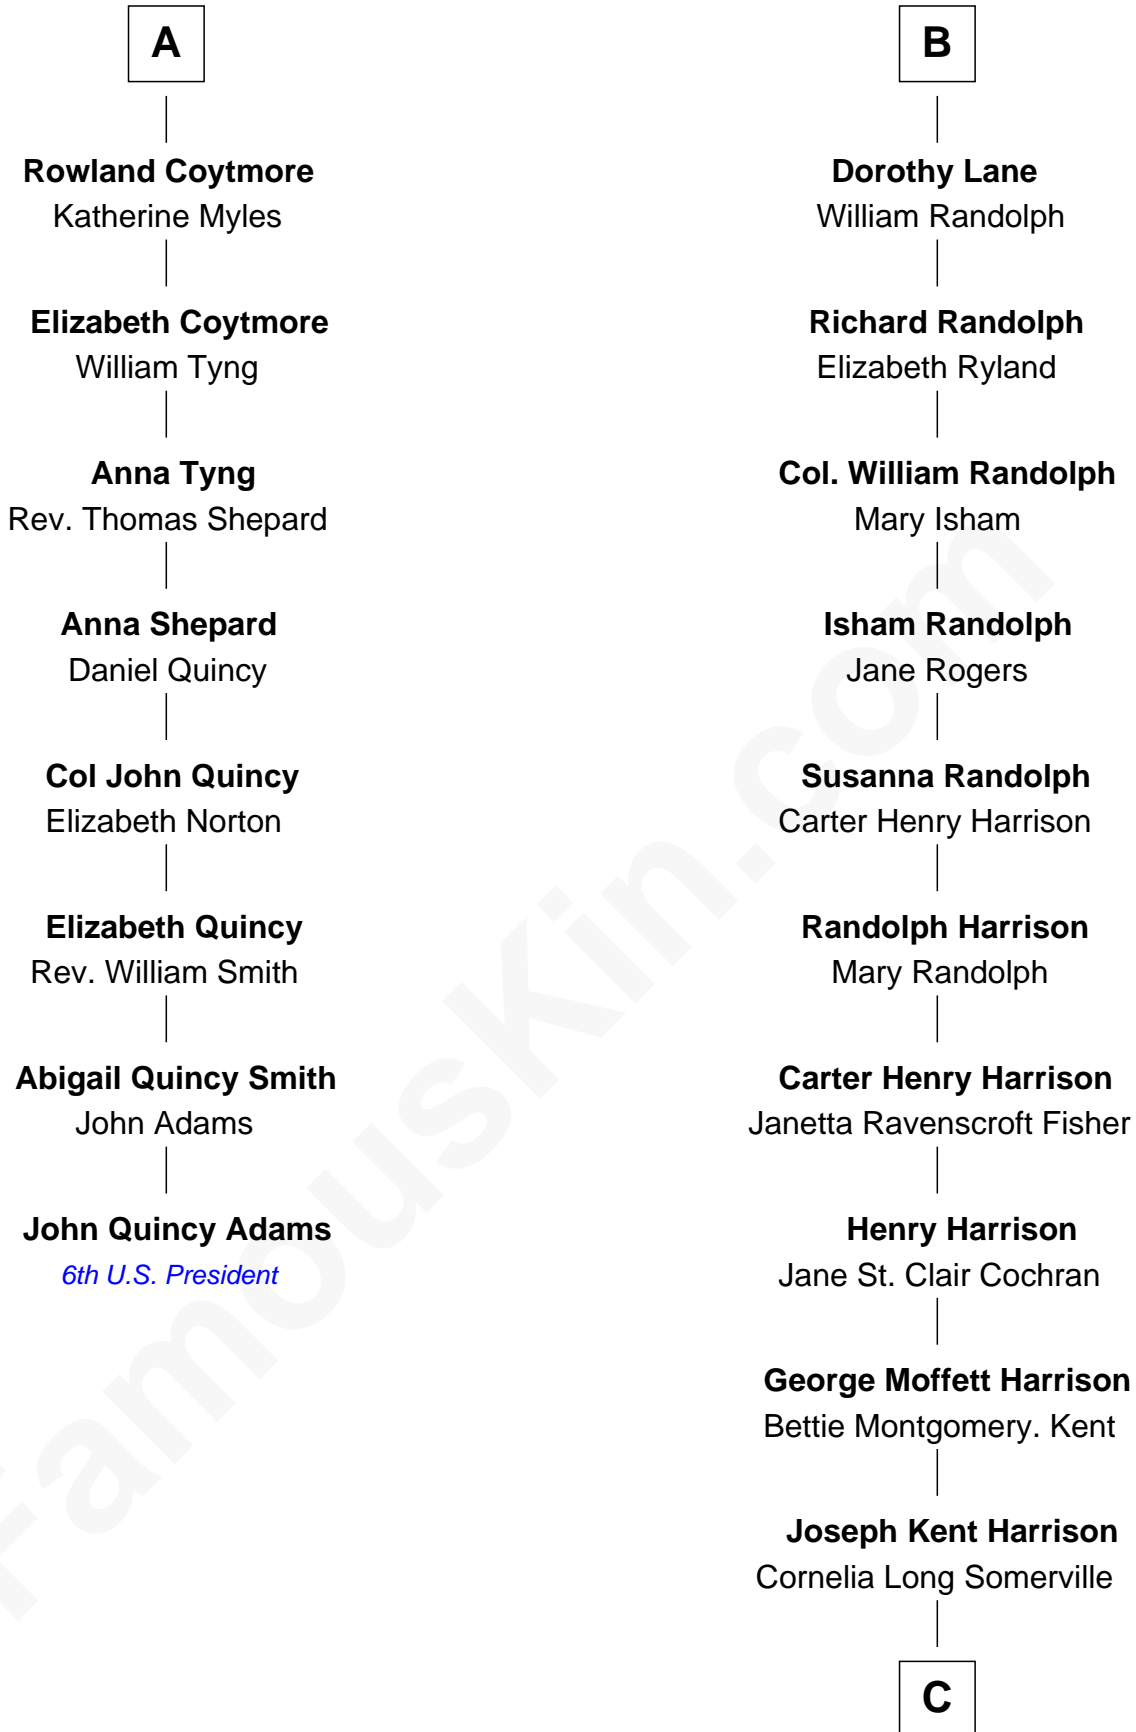 A
Rowland Coytmore
Katherine Myles
Elizabeth Coytmore
William Tyng
Anna Tyng
Rev. Thomas Shepard
Anna Shepard
Daniel Quincy
Col John Quincy
Elizabeth Norton
Elizabeth Quincy
Rev. William Smith
Abigail Quincy Smith
John Adams
John Quincy Adams
6th U.S. President
B
Dorothy Lane
William Randolph
Richard Randolph
Elizabeth Ryland
Col. William Randolph
Mary Isham
Isham Randolph
Jane Rogers
Susanna Randolph
Carter Henry Harrison
Randolph Harrison
Mary Randolph
Carter Henry Harrison
Janetta Ravenscroft Fisher
Henry Harrison
Jane St. Clair Cochran
George Moffett Harrison
Bettie Montgomery. Kent
Joseph Kent Harrison
Cornelia Long Somerville
C
FamousKin.com